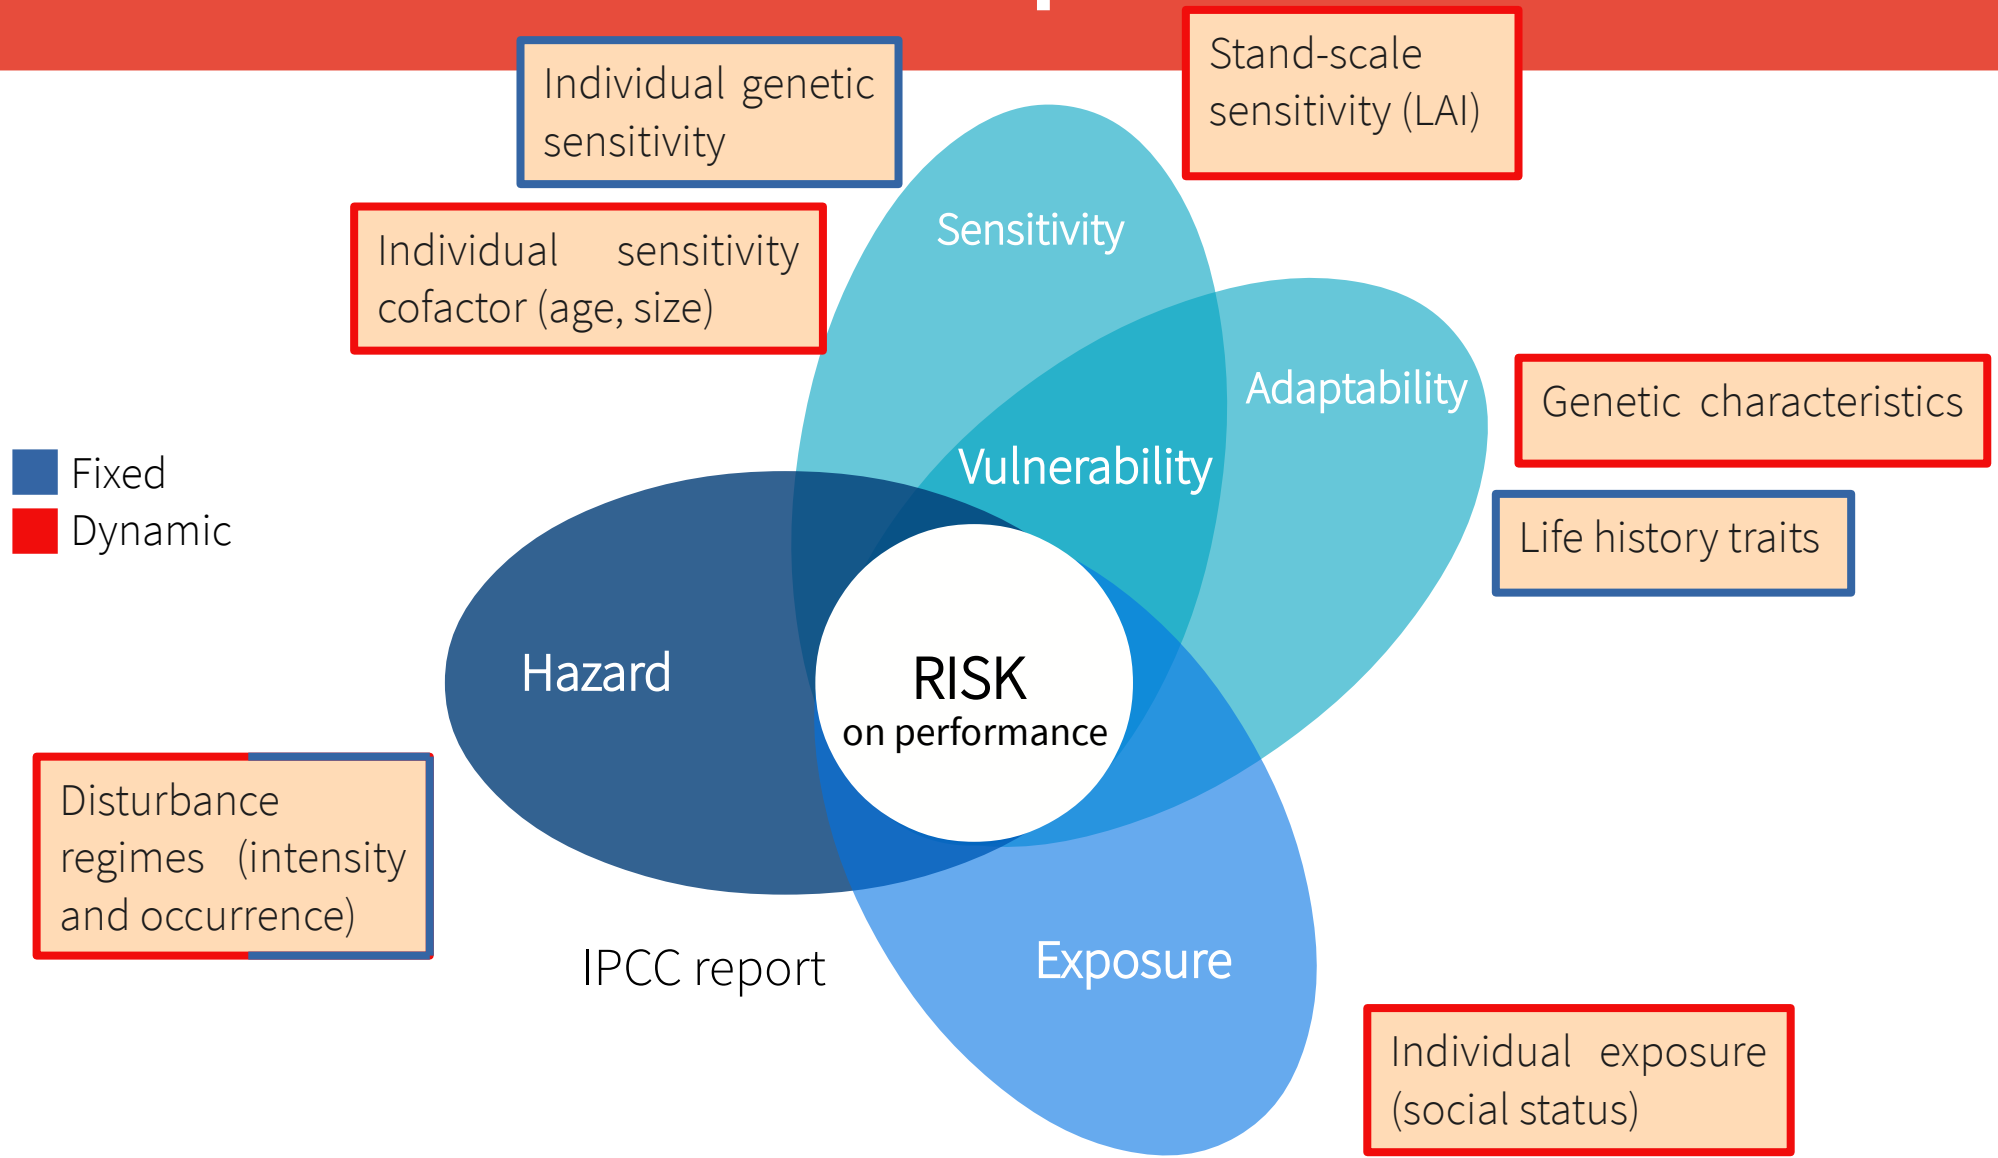 Individual genetic
sensitivity
Stand-scale
sensitivity (LAI)
Individual sensitivity
cofactor (age, size)
Sensitivity
Adaptability
Genetic characteristics
Vulnerability
Fixed
Dynamic
Life history traits
Hazard
RISK
on performance
Disturbance
regimes (intensity
and occurrence)
IPCC report
Exposure
Individual exposure
(social status)